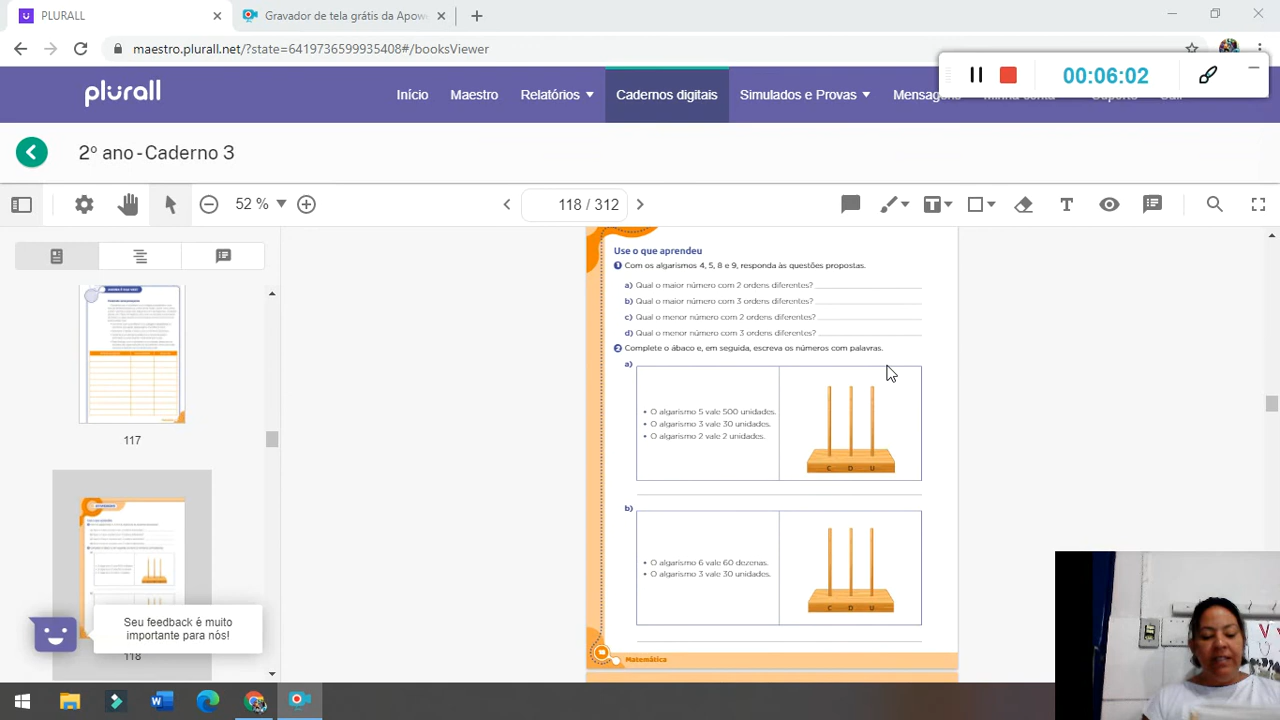 PLURALL
Gravador de tela grátis da Apow
maestro.plurall.net/?state=6419736599935408#/booksViewer
00:06:02
plurall
Início
Maestro
Relatórios
Cadernos digitais
Simulados e Provas
Mensagens
2º ano - Caderno 3
52 %
118 / 312
117
118
Seu feedback é muito
importante para nós!
Use o que aprendeu
1 Com os algarismos 4, 5, 8 e 9, responda às questões propostas.
a) Qual o maior número com 2 ordens diferentes?
b) Qual o maior número com 3 ordens diferentes?
c) Qual o menor número com 2 ordens diferentes?
d) Qual o menor número com 3 ordens diferentes?
2 Complete o ábaco e, em seguida, escreva os números com palavras.
a)
• O algarismo 5 vale 500 unidades.
• O algarismo 3 vale 30 unidades.
• O algarismo 2 vale 2 unidades.
C D U
b)
• O algarismo 6 vale 60 dezenas.
• O algarismo 3 vale 30 unidades.
C D U
Matemática